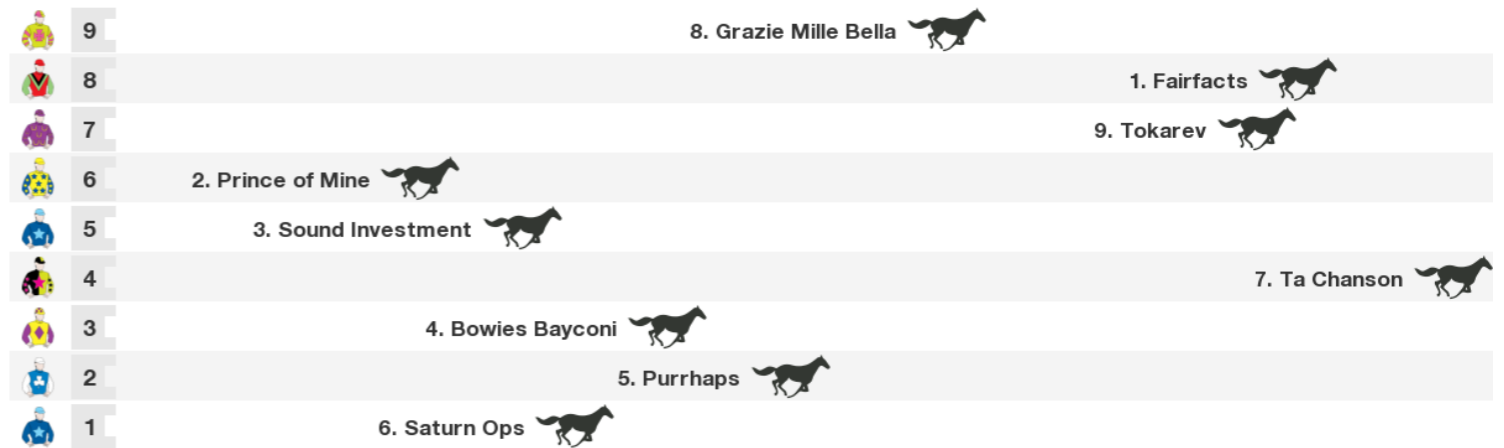 9 8. Grazie Mille Bella
8 1. Fairfacts
7 9. Tokarev
6 2. Prince of Mine
5 3. Sound Investment
4 7. Ta Chanson
3 4. Bowies Bayconi
2 5. Purrhaps
1 6. Saturn Ops